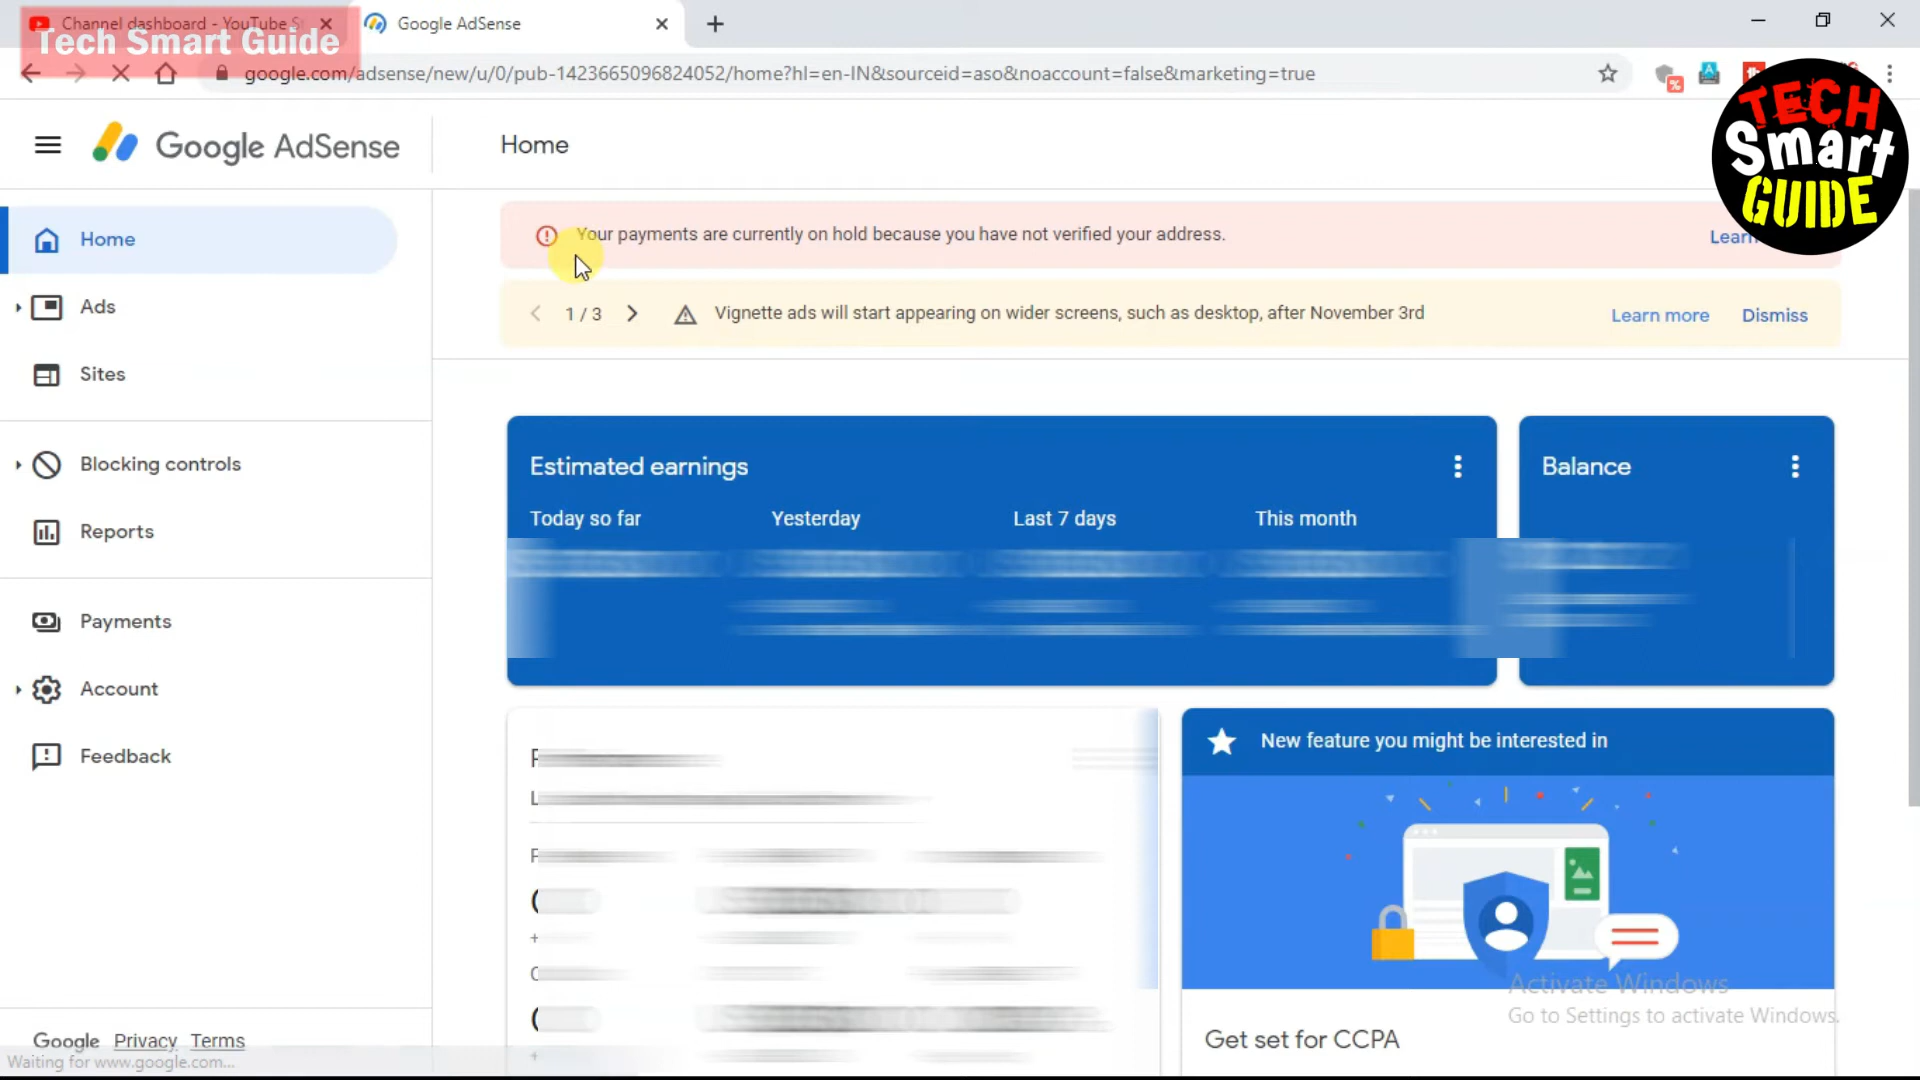 Channel dashboard - YouTube S
Google AdSense
Tech Smart Guide
google.com/adsense/new/u/0/pub-1423665096824052/home?hl=en-IN&sourceid=aso&noaccount=false&marketing=true
TECH
Smart
GUIDE
Google AdSense
Home
Home
Your payments are currently on hold because you have not verified your address.
Learn
Ads
1 / 3
Vignette ads will start appearing on wider screens, such as desktop, after November 3rd
Learn more
Dismiss
Sites
Blocking controls
Estimated earnings
Balance
Reports
Today so far
Yesterday
Last 7 days
This month
Payments
Account
Feedback
New feature you might be interested in
Activate Windows
Go to Settings to activate Windows.
Get set for CCPA
Google Privacy Terms
Waiting for www.google.com...